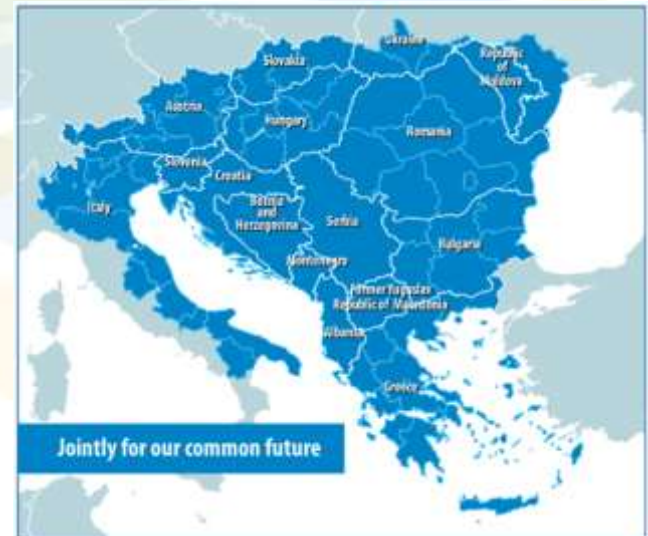 Ukraine
Republic
of
Moldova
Slovakia
Austria
Hungary
Romania
Slovenia
Croatia
Italy
Bosnia
and
Herzegovina
Serbia
Montenegro
Bulgaria
Former Yugoslav
Republic of Macedonia
Albania
Greece
Jointly for our common future